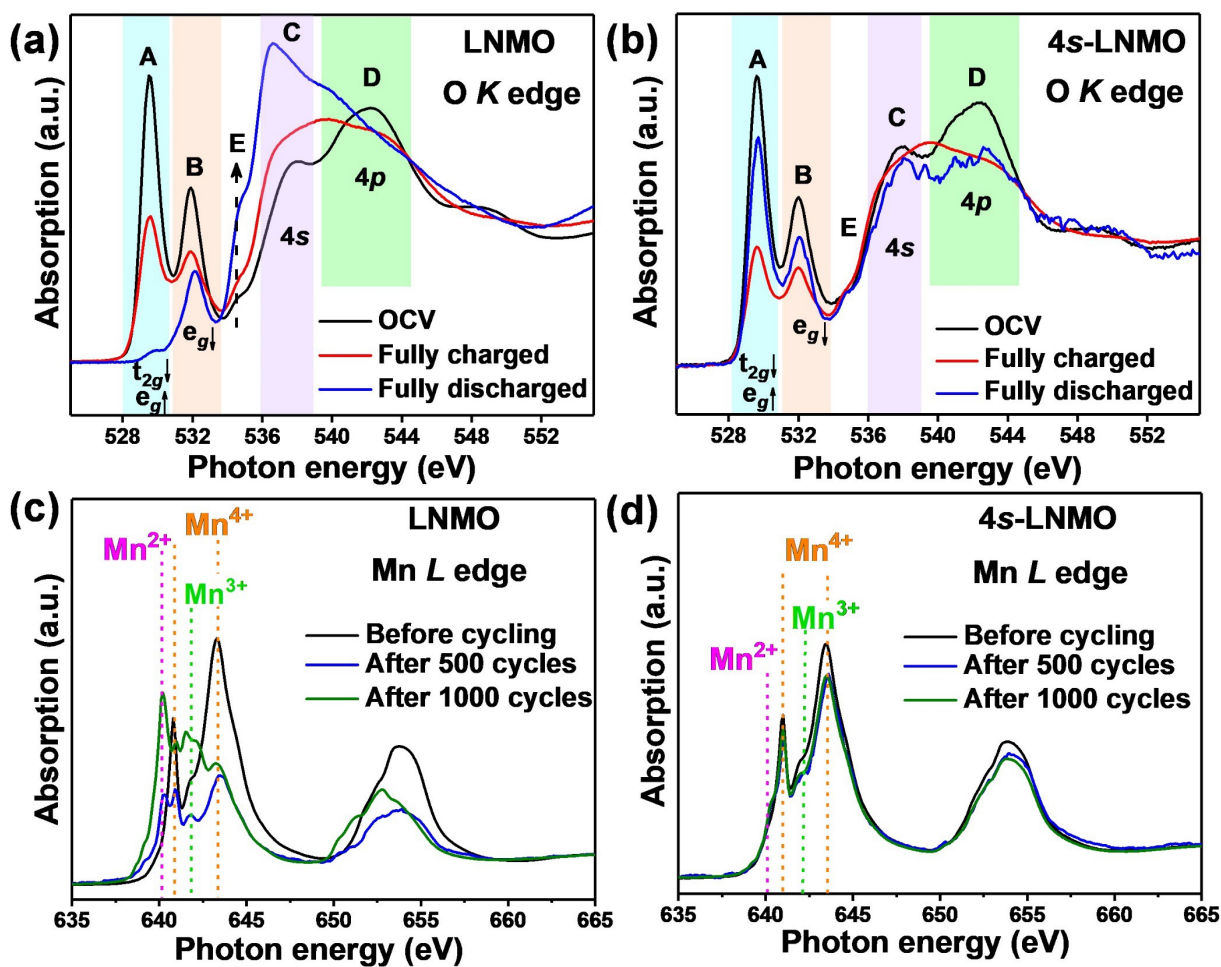 (a)
LNMO
O K edge
A
B
E
C
D
4s
4p
e_g↓
t_2g↓
e_g↑
OCV
Fully charged
Fully discharged
Absorption (a.u.)
528 532 536 540 544 548 552
Photon energy (eV)
(b)
4s-LNMO
O K edge
A
B
E
C
D
4s
4p
e_g↓
t_2g↓
e_g↑
OCV
Fully charged
Fully discharged
Absorption (a.u.)
528 532 536 540 544 548 552
Photon energy (eV)
(c)
LNMO
Mn L edge
Mn²⁺
Mn⁴⁺
Mn³⁺
Before cycling
After 500 cycles
After 1000 cycles
Absorption (a.u.)
635 640 645 650 655 660 665
Photon energy (eV)
(d)
4s-LNMO
Mn L edge
Mn⁴⁺
Mn³⁺
Mn²⁺
Before cycling
After 500 cycles
After 1000 cycles
Absorption (a.u.)
635 640 645 650 655 660 665
Photon energy (eV)